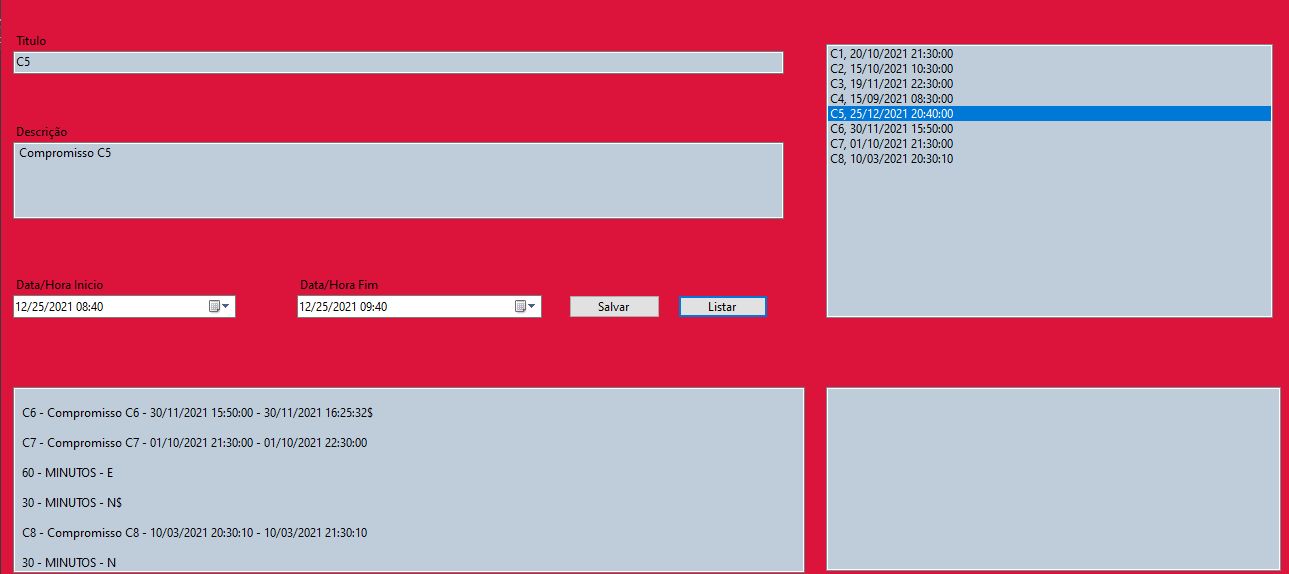 Titulo
C5
Descrição
Compromisso C5
Data/Hora Inicio
Data/Hora Fim
12/25/2021 08:40
12/25/2021 09:40
Salvar
Listar
C1, 20/10/2021 21:30:00
C2, 15/10/2021 10:30:00
C3, 19/11/2021 22:30:00
C4, 15/09/2021 08:30:00
C5, 25/12/2021 20:40:00
C6, 30/11/2021 15:50:00
C7, 01/10/2021 21:30:00
C8, 10/03/2021 20:30:10
C6 - Compromisso C6 - 30/11/2021 15:50:00 - 30/11/2021 16:25:32$
C7 - Compromisso C7 - 01/10/2021 21:30:00 - 01/10/2021 22:30:00
60 - MINUTOS - E
30 - MINUTOS - N$
C8 - Compromisso C8 - 10/03/2021 20:30:10 - 10/03/2021 21:30:10
30 - MINUTOS - N